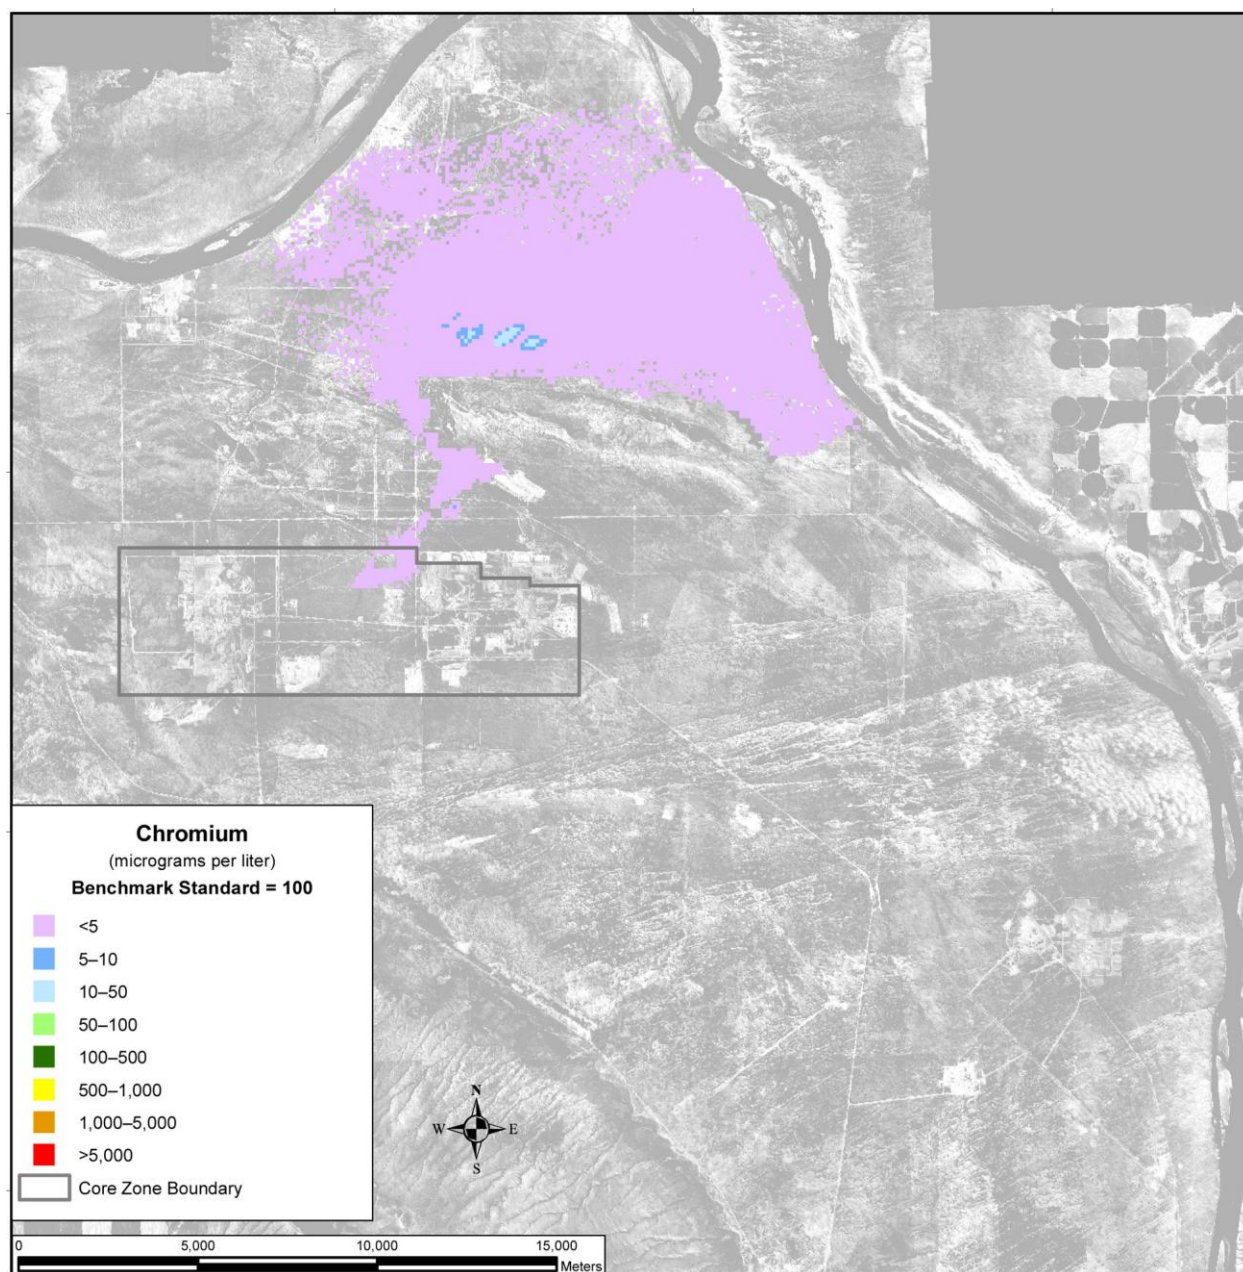 Chromium
(micrograms per liter)
Benchmark Standard = 100
<5
5–10
10–50
50–100
100–500
500–1,000
1,000–5,000
>5,000
Core Zone Boundary
N
W E
S
0 5,000 10,000 15,000
Meters